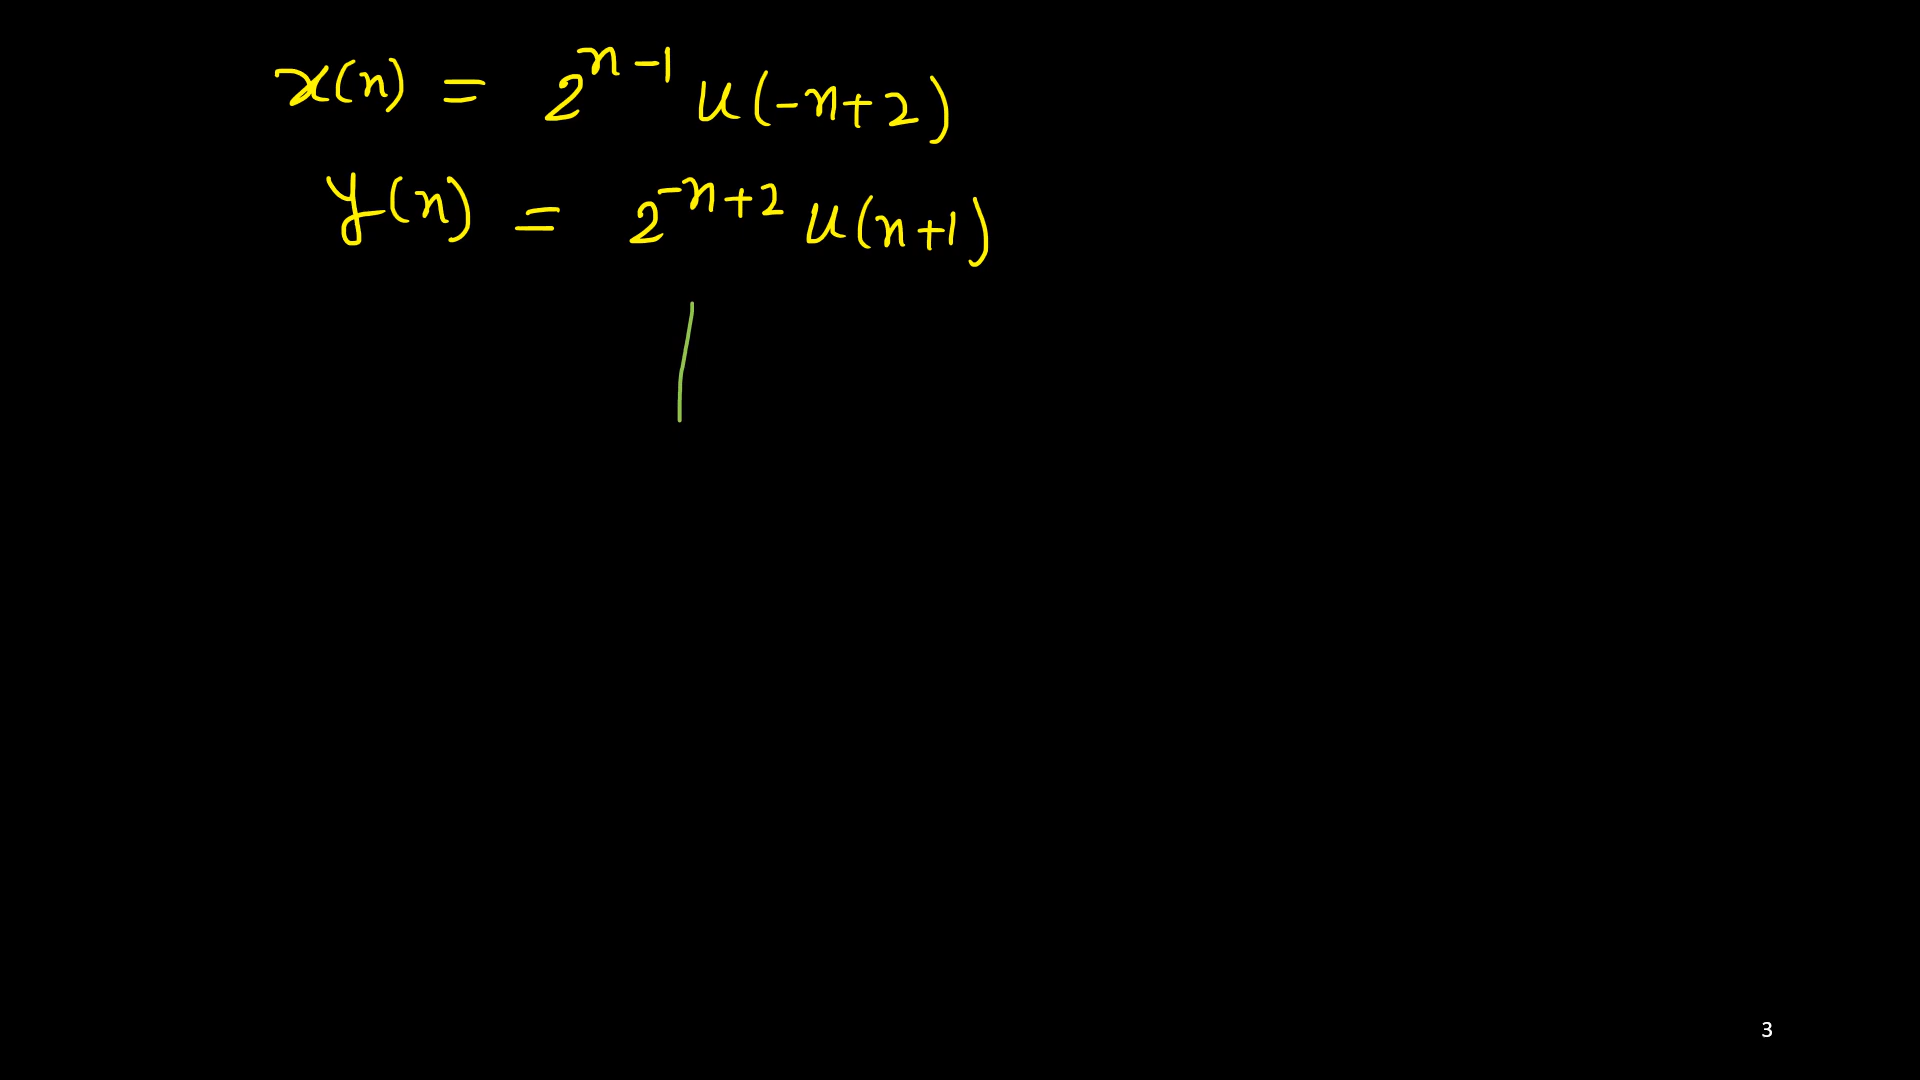 x(n) = 2^{n-1} u(-n+2)
y(n) = 2^{-n+2} u(n+1)
3